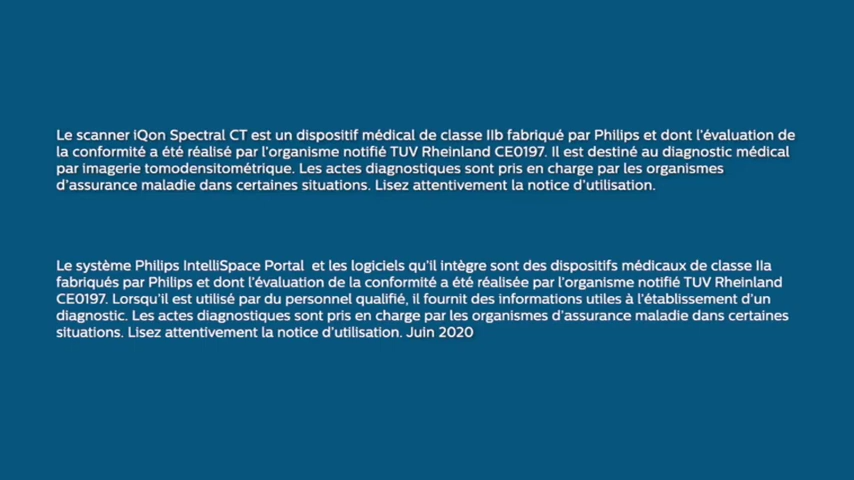 Le scanner iQon Spectral CT est un dispositif médical de classe IIb fabriqué par Philips et dont l'évaluation de
la conformité a été réalisé par l'organisme notifié TUV Rheinland CE0197. Il est destiné au diagnostic médical
par imagerie tomodensitométrique. Les actes diagnostiques sont pris en charge par les organismes
d'assurance maladie dans certaines situations. Lisez attentivement la notice d'utilisation.
Le système Philips IntelliSpace Portal et les logiciels qu'il intègre sont des dispositifs médicaux de classe IIa
fabriqués par Philips et dont l'évaluation de la conformité a été réalisée par l'organisme notifié TUV Rheinland
CE0197. Lorsqu'il est utilisé par du personnel qualifié, il fournit des informations utiles à l'établissement d'un
diagnostic. Les actes diagnostiques sont pris en charge par les organismes d'assurance maladie dans certaines
situations. Lisez attentivement la notice d'utilisation. Juin 2020